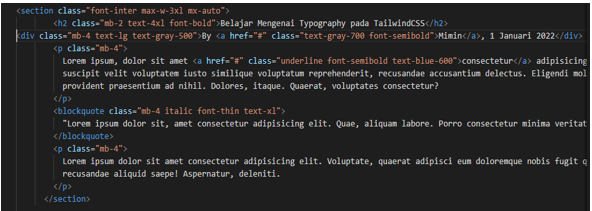 <section class="font-inter max-w-3xl mx-auto">
<h2 class="mb-2 text-4xl font-bold">Belajar Mengenai Typography pada TailwindCSS</h2>
<div class="mb-4 text-lg text-gray-500">By <a href="#" class="text-gray-700 font-semibold">Mimin</a>, 1 Januari 2022</div>
<p class="mb-4">
Lorem ipsum, dolor sit amet <a href="#" class="underline font-semibold text-blue-600">consectetur</a> adipisicing
suscipit velit voluptatem iusto similique voluptatum reprehenderit, recusandae accusantium delectus. Eligendi mol
provident praesentium ad nihil. Dolores, itaque. Quaerat, voluptates consectetur?
</p>
<blockquote class="mb-4 italic font-thin text-xl">
"Lorem ipsum dolor sit, amet consectetur adipisicing elit. Quae, aliquam labore. Porro consectetur minima veritat
</blockquote>
<p class="mb-4">
Lorem ipsum dolor sit amet consectetur adipisicing elit. Voluptate, quaerat adipisci eum doloremque nobis fugit q
recusandae aliquid saepe! Aspernatur, deleniti.
</p>
</section>